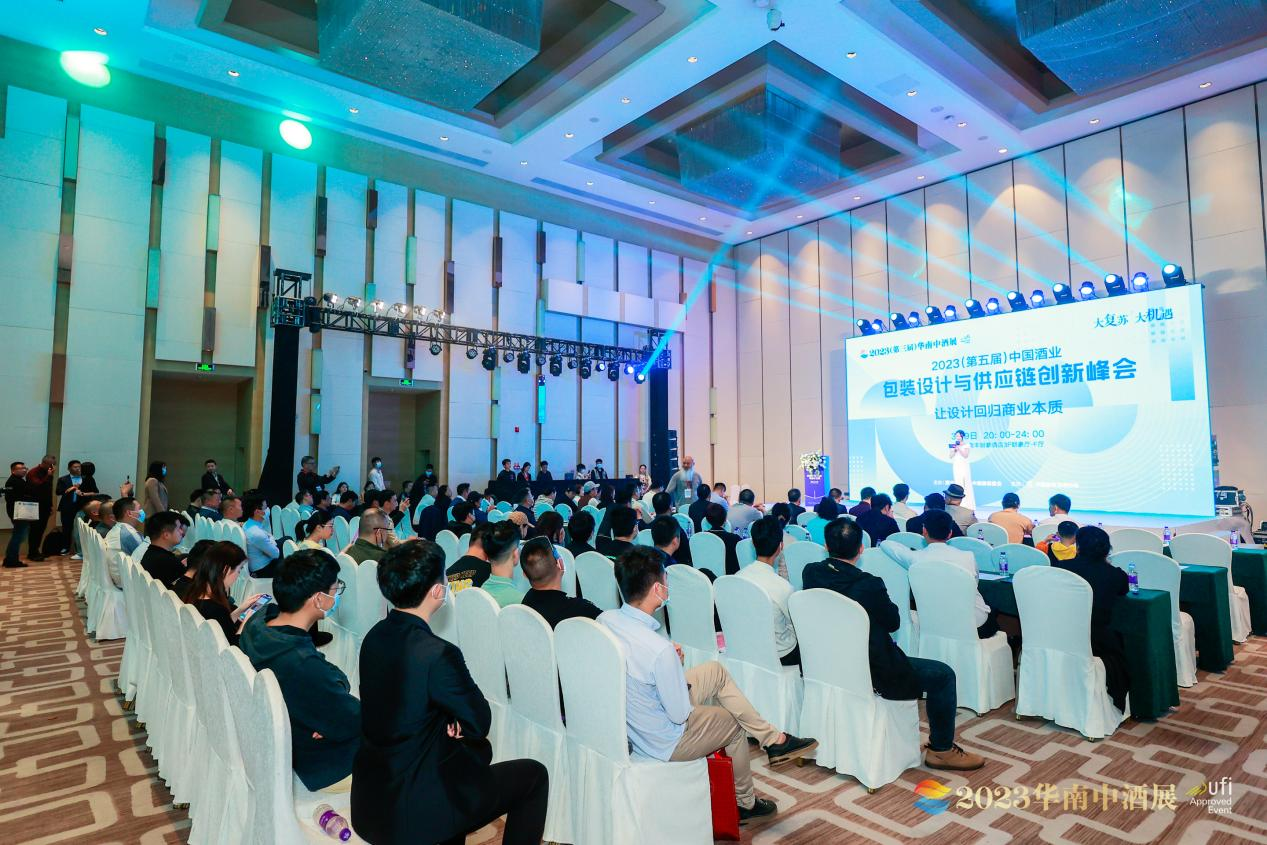 大复苏 大机遇
2023(第三届)华南中酒展
2023(第五届)中国酒业
包装设计与供应链创新峰会
让设计回归商业本质
9日 20:00-24:00
2023华南中酒展
ufi
Approved
Event